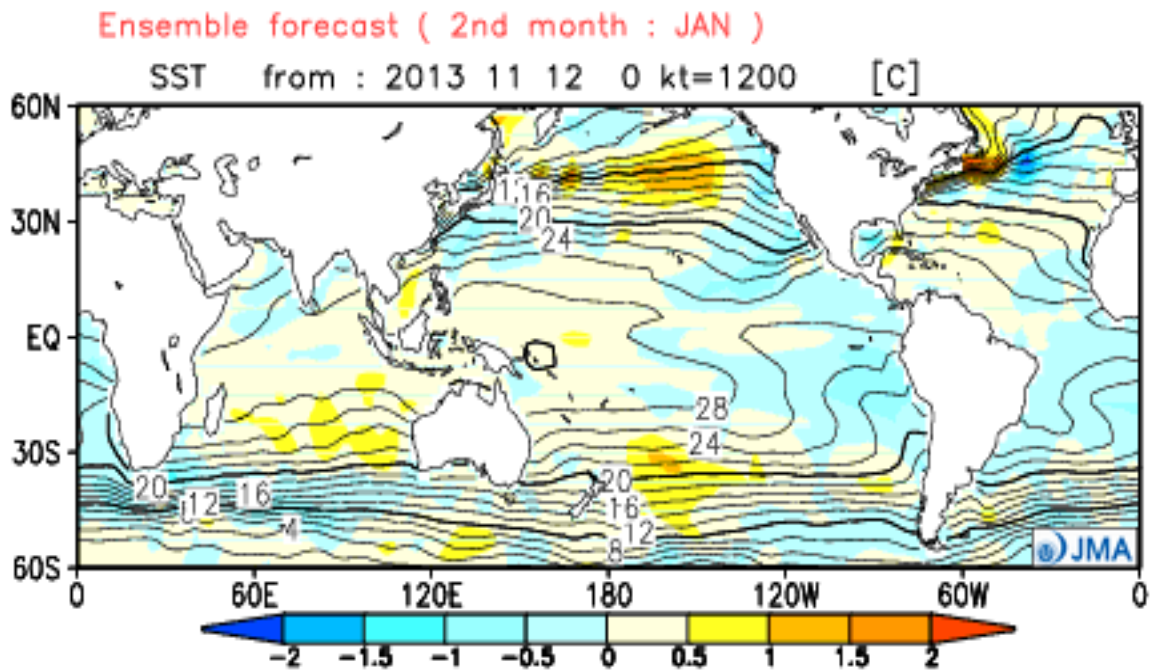 Ensemble forecast ( 2nd month : JAN )
SST from : 2013 11 12 0 kt=1200 [C]
60N
30N
EQ
30S
60S
16
20
24
28
24
20
16
12
8
20
12
16
4
JMA
0 60E 120E 180 120W 60W 0
-2 -1.5 -1 -0.5 0 0.5 1 1.5 2